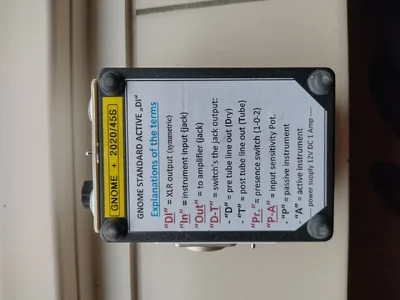 GNOME + 2020/45S
GNOME STANDARD ACTIVE „DI“
Explanations of the terms
“DI” = XLR output (symmetric)
“In” = instrument input (jack)
“Out” = to amplifier (jack)
“D-T” = switch's the jack output:
- “D” = pre tube line out (Dry)
- “T” = post tube line out (Tube)
“Pr.” = presence switch (1-0-2)
“P-A” = input sensitivity Pot.
- “P” = passive instrument
“A” = active instrument
---- power supply 12V DC 1 Amp ----